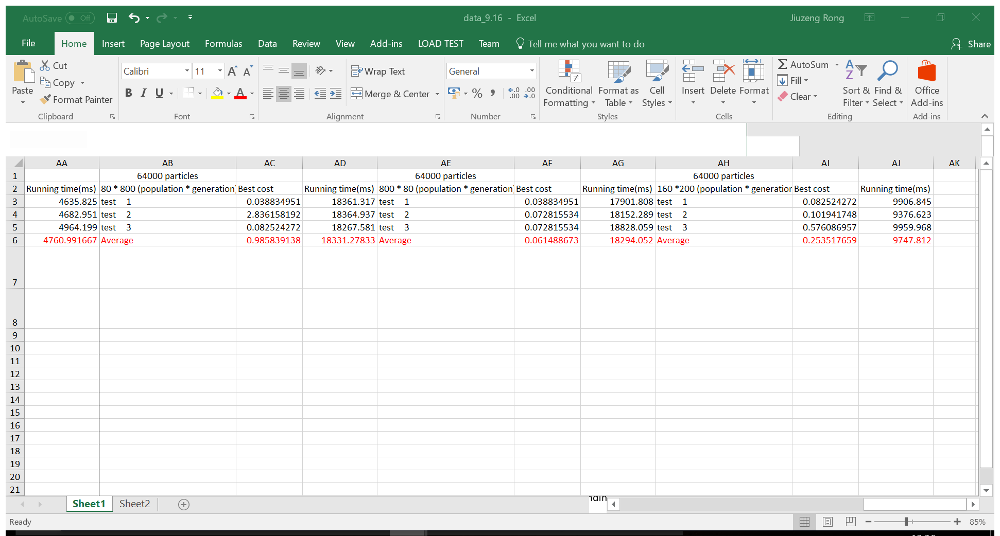 AutoSave Off data_9.16 - Excel Jiuzeng Rong
File Home Insert Page Layout Formulas Data Review View Add-ins LOAD TEST Team Tell me what you want to do Share
Paste Cut Copy Format Painter Clipboard
Calibri 11 B I U A A A Font
Wrap Text Merge & Center Alignment
General % Number
Conditional Formatting Format as Table Cell Styles Styles
Insert Delete Format Cells
AutoSum Fill Clear Sort & Filter Find & Select Editing
Office Add-ins Add-ins
AA AB AC AD AE AF AG AH AI AJ AK
1 64000 particles 64000 particles 64000 particles
2 Running time(ms) 80 * 800 (population * generation Best cost Running time(ms) 800 * 80 (population * generation Best cost Running time(ms) 160 *200 (population * generation Best cost Running time(ms)
3 4635.825 test 1 0.038834951 18361.317 test 1 0.038834951 17901.808 test 1 0.082524272 9906.845
4 4682.951 test 2 2.836158192 18364.937 test 2 0.072815534 18152.289 test 2 0.101941748 9376.623
5 4964.199 test 3 0.082524272 18267.581 test 3 0.072815534 18828.059 test 3 0.576086957 9959.968
6 4760.991667 Average 0.985839138 18331.27833 Average 0.061488673 18294.052 Average 0.253517659 9747.812
7
8
9
10
11
12
13
14
15
16
17
18
19
20
21
Sheet1 Sheet2
Ready 85%